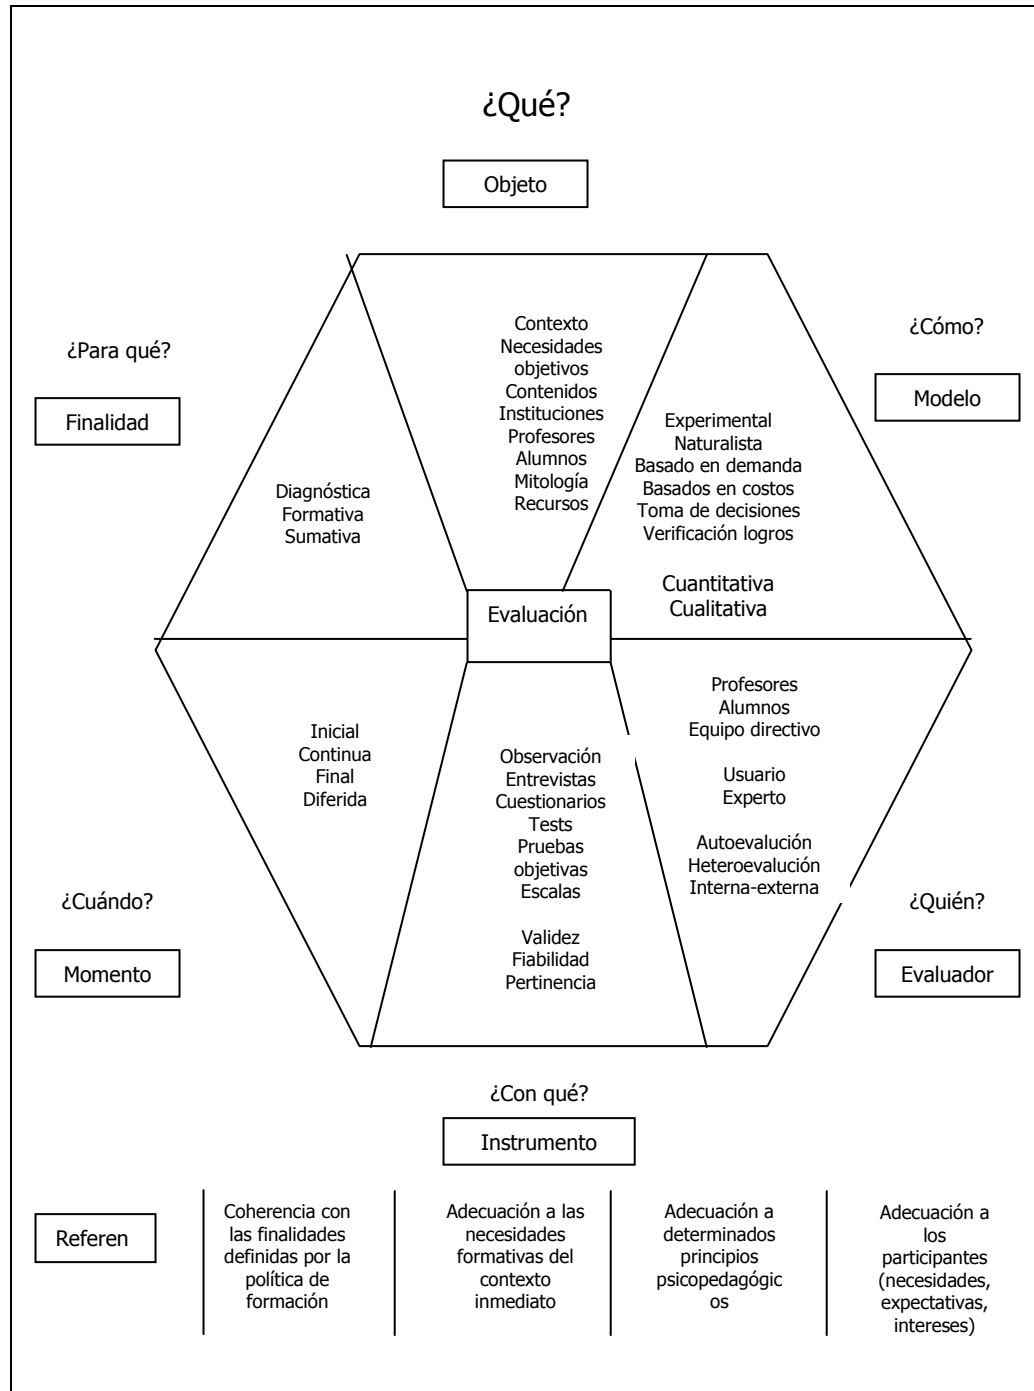 ¿Qué?
Objeto
¿Para qué?
Finalidad
¿Cómo?
Modelo
Contexto
Necesidades
objetivos
Contenidos
Instituciones
Profesores
Alumnos
Mitología
Recursos
Experimental
Naturalista
Basado en demanda
Basados en costos
Toma de decisiones
Verificación logros
Cuantitativa
Cualitativa
Diagnóstica
Formativa
Sumativa
Evaluación
Inicial
Continua
Final
Diferida
Observación
Entrevistas
Cuestionarios
Tests
Pruebas
objetivas
Escalas
Validez
Fiabilidad
Pertinencia
Profesores
Alumnos
Equipo directivo
Usuario
Experto
Autoevalución
Heteroevalución
Interna-externa
¿Cuándo?
Momento
¿Quién?
Evaluador
¿Con qué?
Instrumento
Referen
Coherencia con
las finalidades
definidas por la
política de
formación
Adecuación a las
necesidades
formativas del
contexto
inmediato
Adecuación a
determinados
principios
psicopedagógic
os
Adecuación a
los
participantes
(necesidades,
expectativas,
intereses)